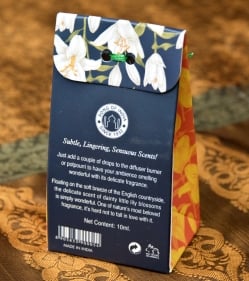 SINCE 1926
Subtle, Lingering, Sensuous Scents!
Just add a couple of drops to the diffuser burner
or potpourri to have your ambience smelling
wonderful with its delicate fragrance.
Floating on the soft breeze of the English countryside,
the delicate scent of dainty little lily blossoms
is simply wonderful. One of nature's most beloved
fragrance, it's hard not to fall in love with it.
Net Content: 10ml.
MADE IN INDIA